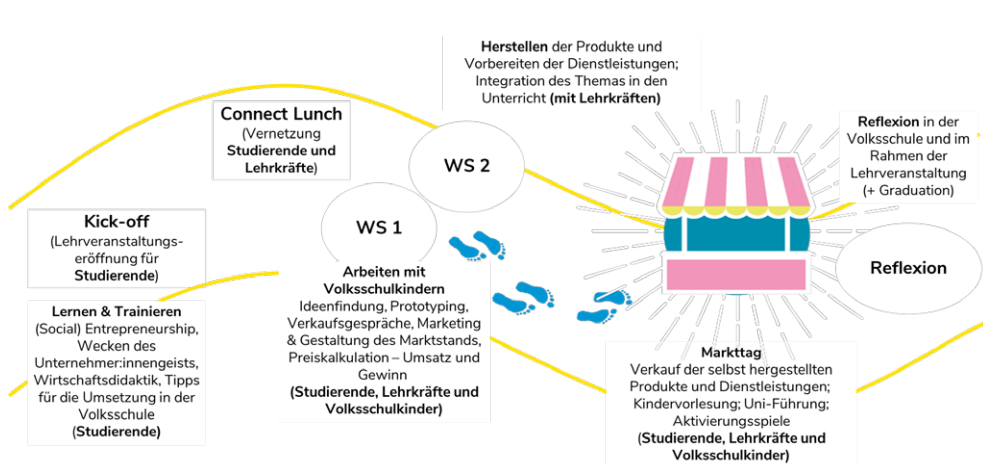 Kick-off
(Lehrveranstaltungs-
eröffnung für
Studierende)
Lernen & Trainieren
(Social) Entrepreneurship,
Wecken des
Unternehmer:innengeists,
Wirtschaftsdidaktik, Tipps
für die Umsetzung in der
Volksschule
(Studierende)
Connect Lunch
(Vernetzung
Studierende und
Lehrkräfte)
WS 1
Arbeiten mit
Volksschulkindern
Ideenfindung, Prototyping,
Verkaufsgespräche, Marketing
& Gestaltung des Marktstands,
Preiskalkulation – Umsatz und
Gewinn
(Studierende, Lehrkräfte und
Volksschulkinder)
WS 2
Herstellen der Produkte und
Vorbereiten der Dienstleistungen;
Integration des Themas in den
Unterricht (mit Lehrkräften)
Markttag
Verkauf der selbst hergestellten
Produkte und Dienstleistungen;
Kindervorlesung; Uni-Führung;
Aktivierungsspiele
(Studierende, Lehrkräfte und
Volksschulkinder)
Reflexion in der
Volksschule und im
Rahmen der
Lehrveranstaltung
(+ Graduation)
Reflexion